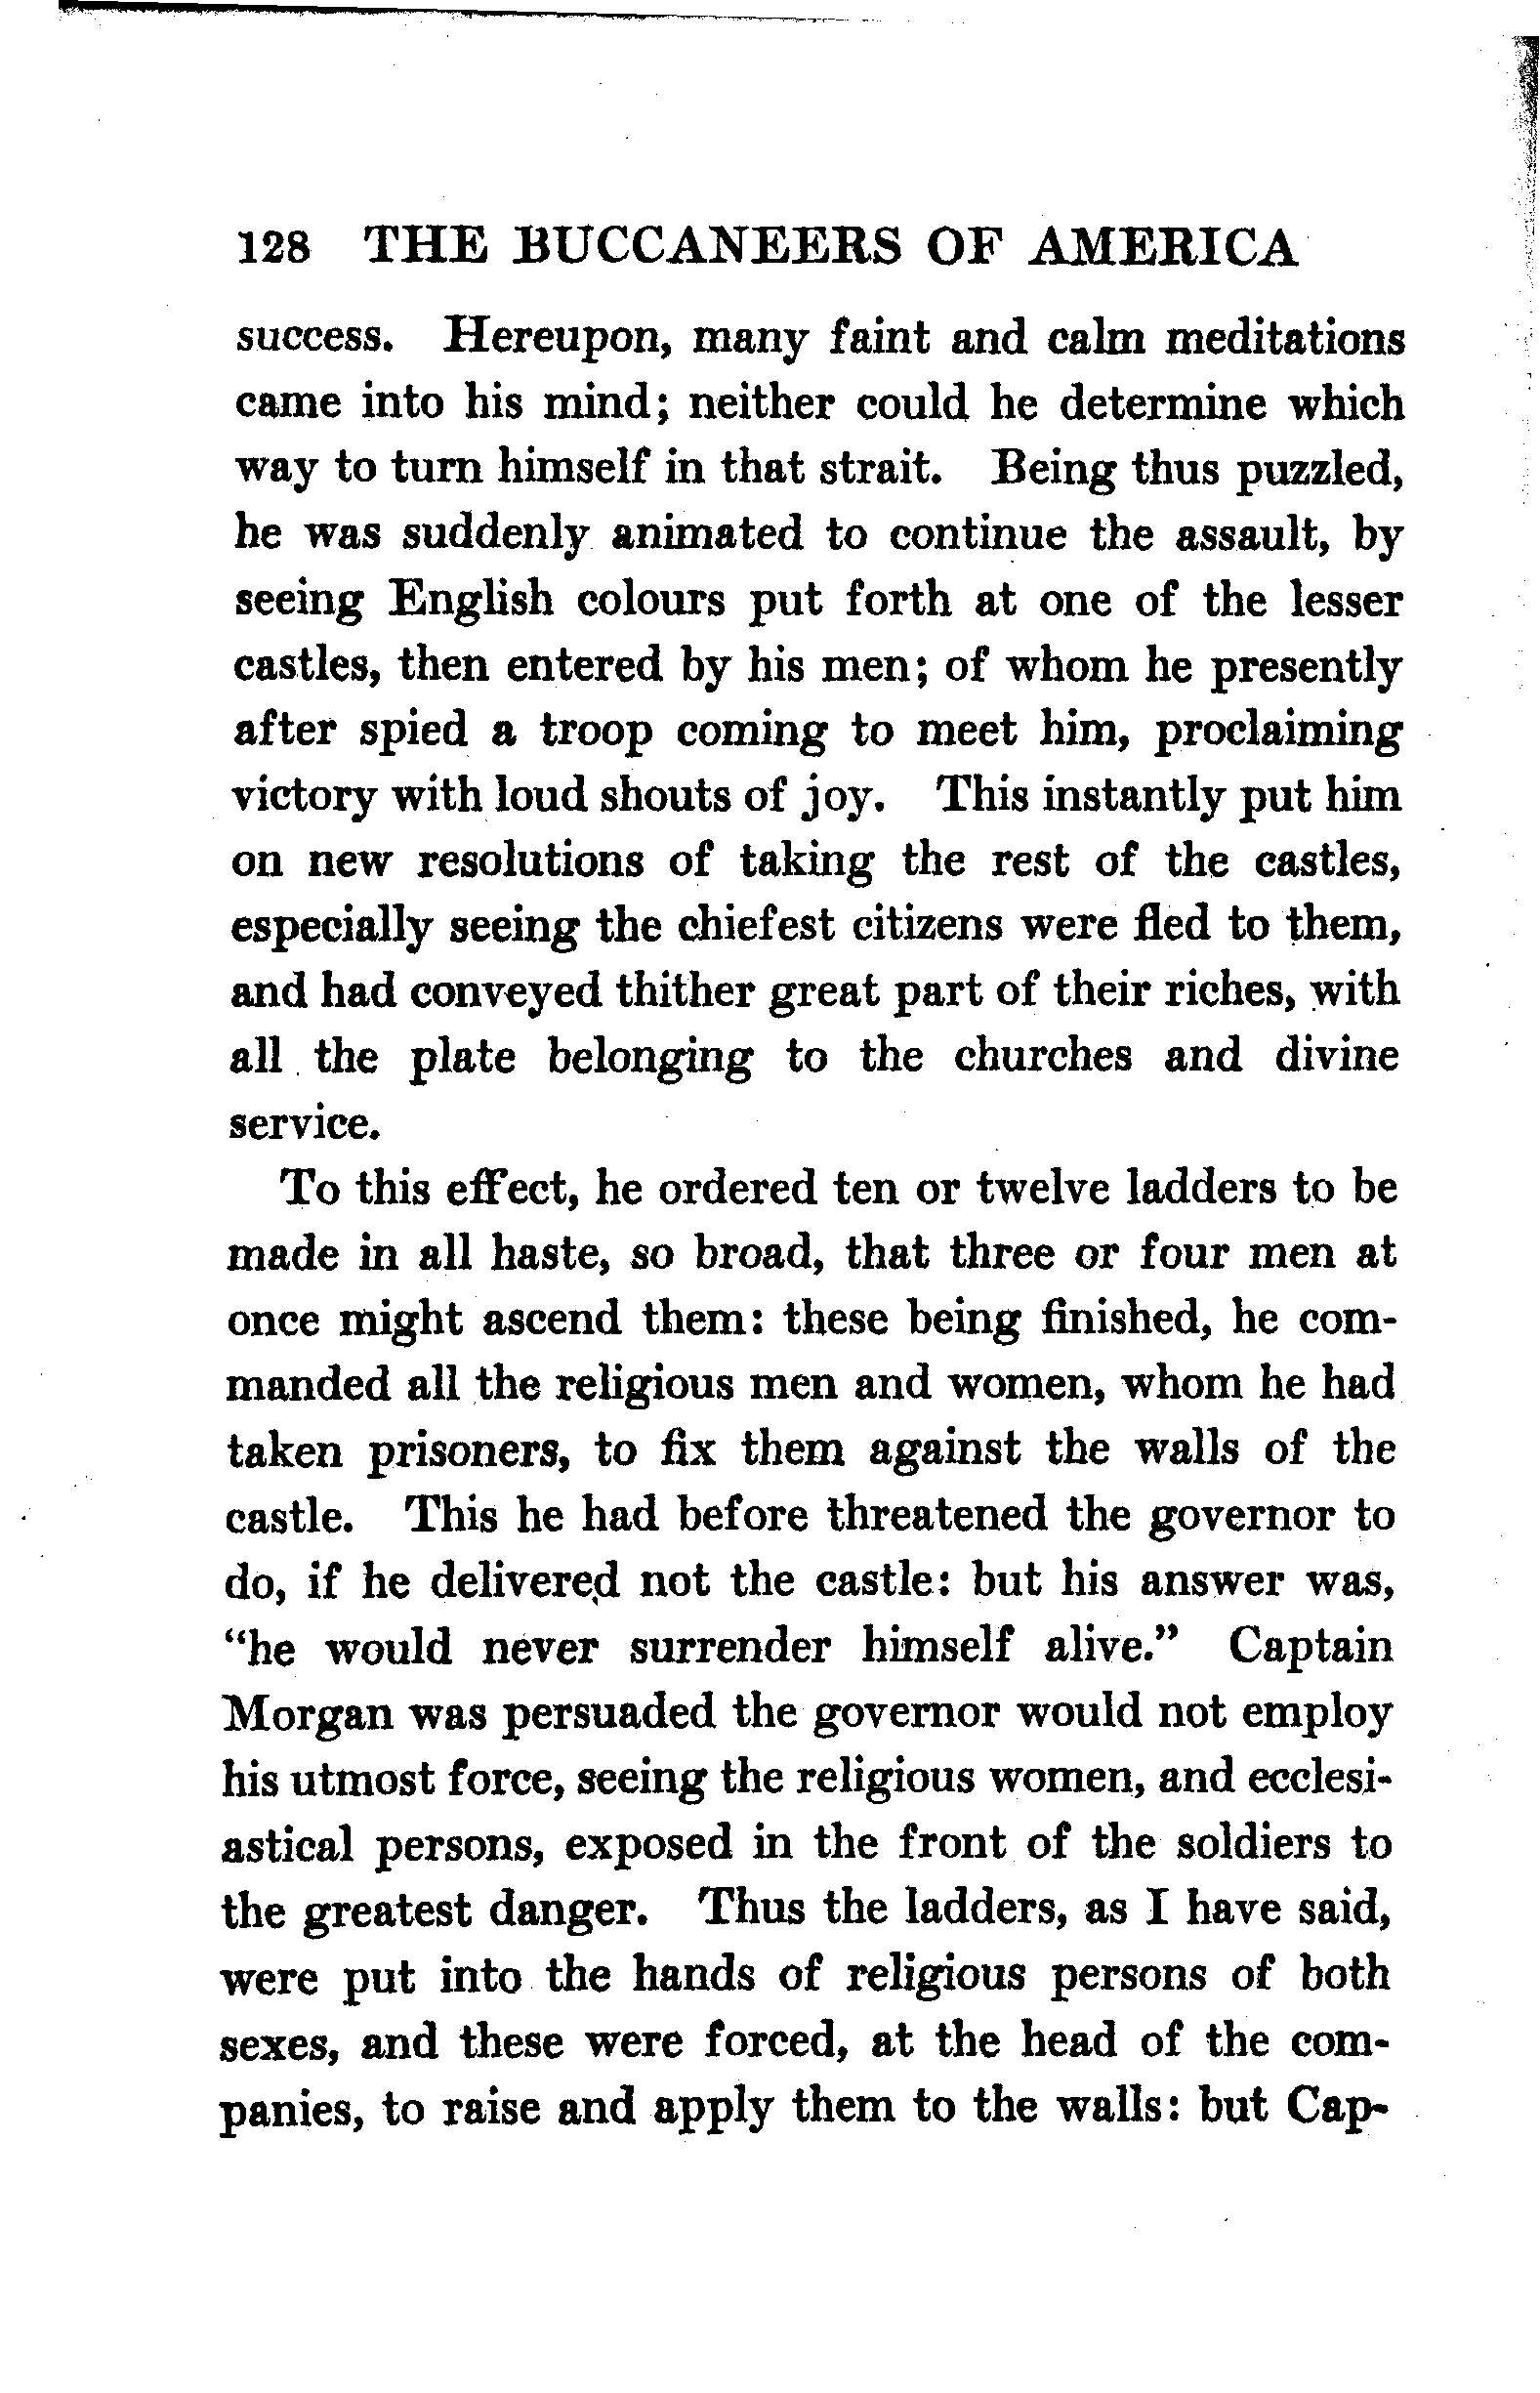 128 THE BUCCANEERS OF AMERICA
success. Hereupon, many faint and calm meditations
came into his mind; neither could he determine which
way to turn himself in that strait. Being thus puzzled,
he was suddenly animated to continue the assault, by
seeing English colours put forth at one of the lesser
castles, then entered by his men; of whom he presently
after spied a troop coming to meet him, proclaiming
victory with loud shouts of joy. This instantly put him
on new resolutions of taking the rest of the castles,
especially seeing the chiefest citizens were fled to them,
and had conveyed thither great part of their riches, with
all the plate belonging to the churches and divine
service.
To this effect, he ordered ten or twelve ladders to be
made in all haste, so broad, that three or four men at
once might ascend them: these being finished, he com-
manded all the religious men and women, whom he had
taken prisoners, to fix them against the walls of the
castle. This he had before threatened the governor to
do, if he delivered not the castle: but his answer was,
“he would never surrender himself alive.” Captain
Morgan was persuaded the governor would not employ
his utmost force, seeing the religious women, and ecclesi-
astical persons, exposed in the front of the soldiers to
the greatest danger. Thus the ladders, as I have said,
were put into the hands of religious persons of both
sexes, and these were forced, at the head of the com-
panies, to raise and apply them to the walls: but Cap-